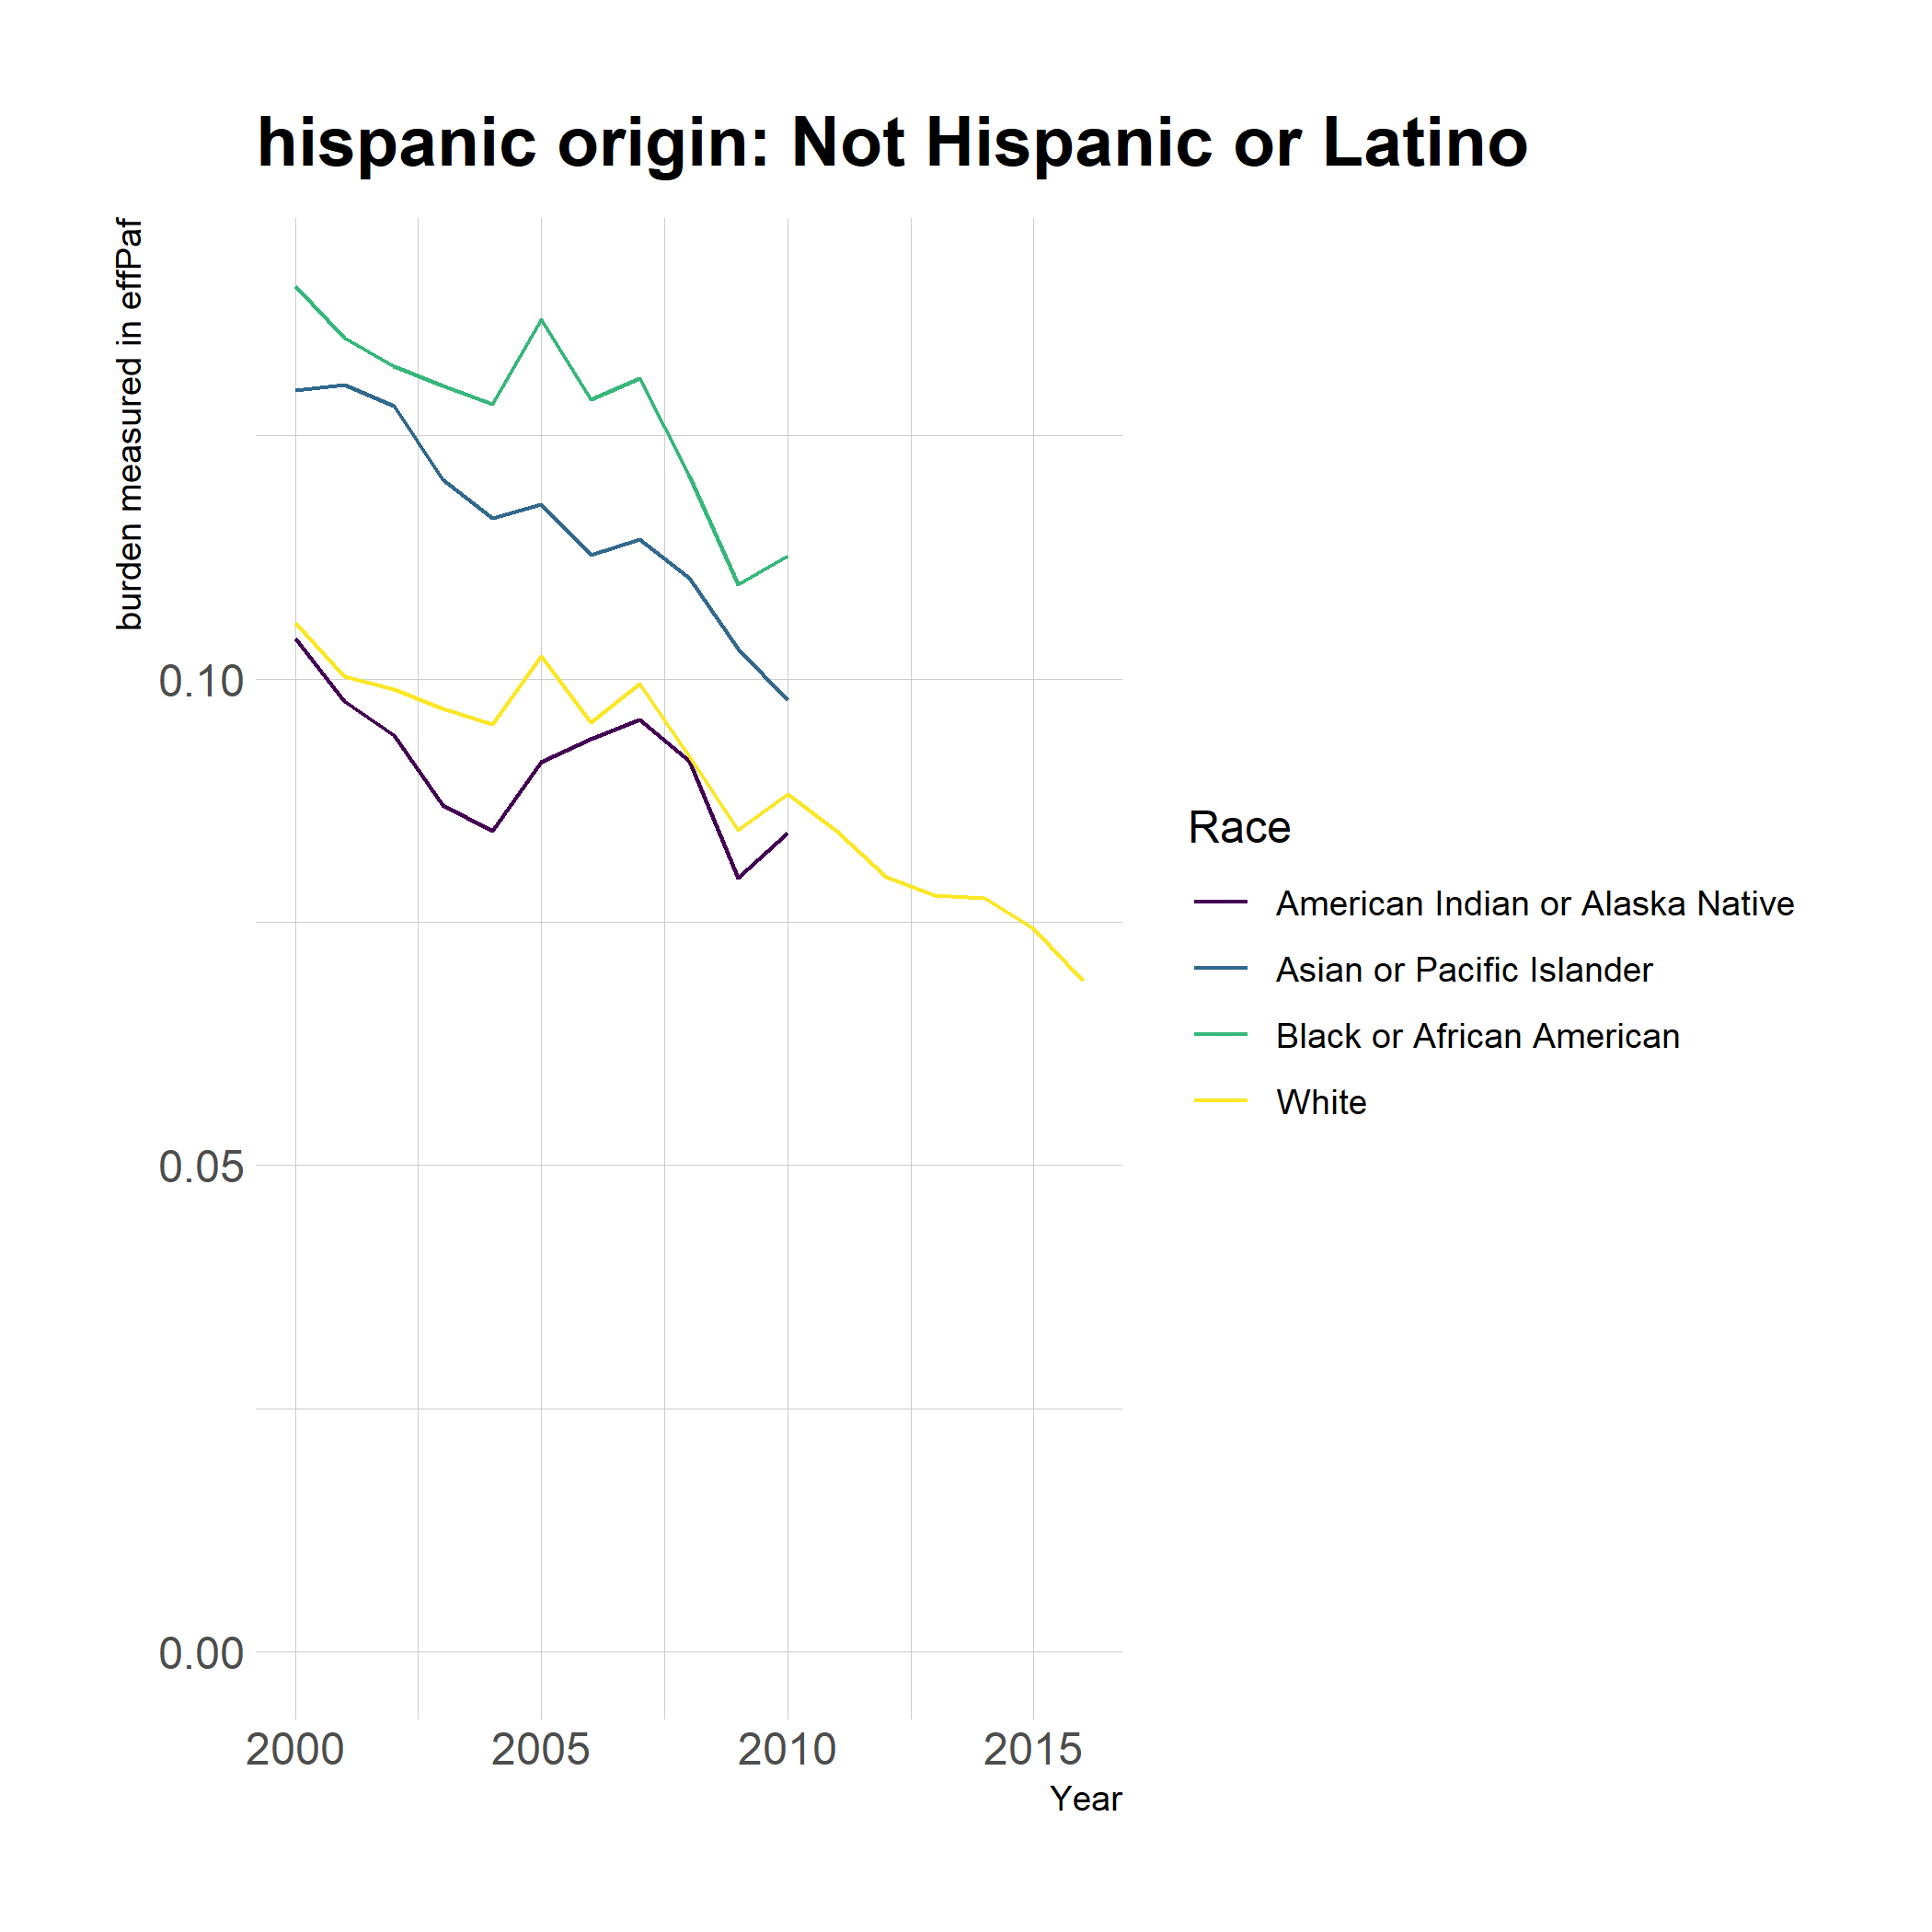 hispanic origin: Not Hispanic or Latino
burden measured in effPaf
0.10
0.05
0.00
2000 2005 2010 2015
Year
Race
American Indian or Alaska Native
Asian or Pacific Islander
Black or African American
White